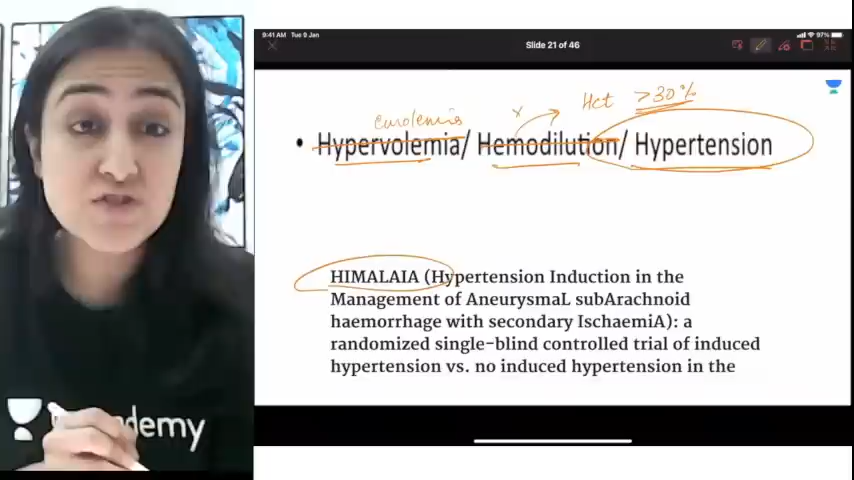 9:41 AM Tue 9 Jan
Slide 21 of 46
97%
Hct >30%
euvolemia
• Hypervolemia/ Hemodilution/ Hypertension
HIMALAIA (Hypertension Induction in the
Management of AneurysmaL subArachnoid
haemorrhage with secondary IschaemiA): a
randomized single-blind controlled trial of induced
hypertension vs. no induced hypertension in the
demy